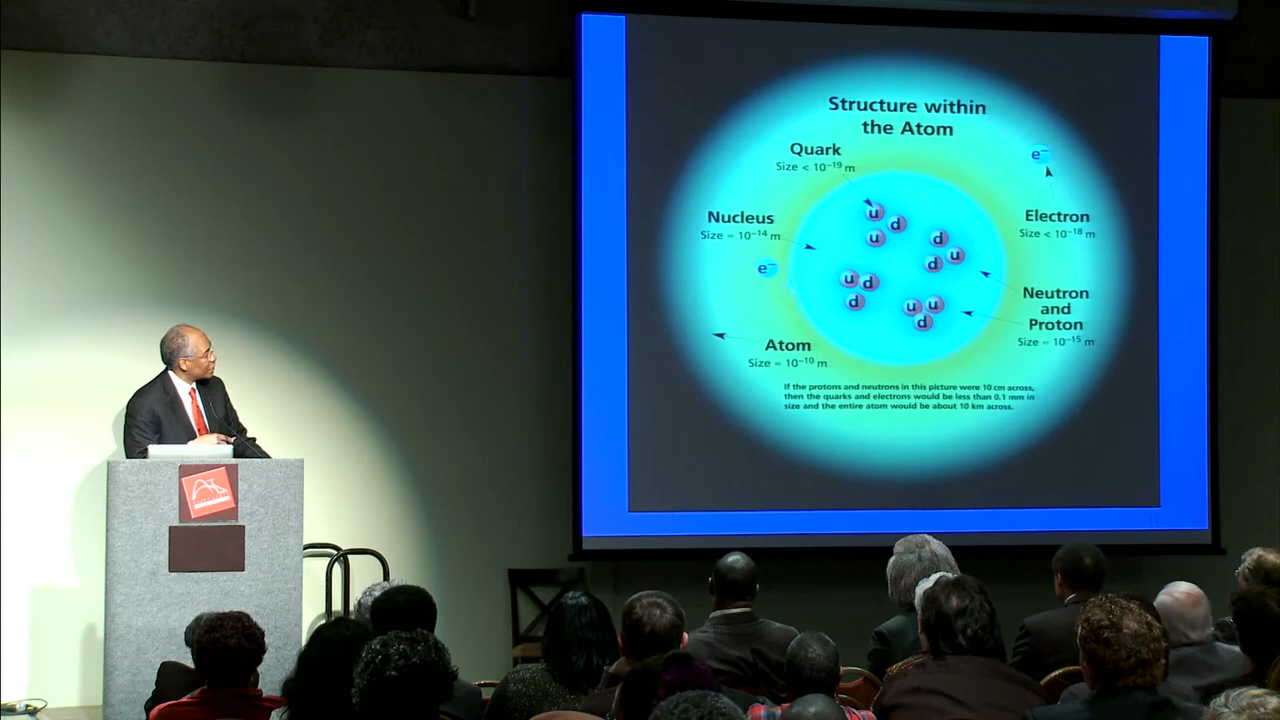 Structure within
the Atom
Quark
Size < 10⁻¹⁹ m
e⁻
Nucleus
Size ≈ 10⁻¹⁴ m
Electron
Size < 10⁻¹⁸ m
u
d
u
d
u
d
e⁻
u
d
d
u
u
d
Neutron
and
Proton
Size ≈ 10⁻¹⁵ m
Atom
Size ≈ 10⁻¹⁰ m
If the protons and neutrons in this picture were 10 cm across,
then the quarks and electrons would be less than 0.1 mm in
size and the entire atom would be about 10 km across.